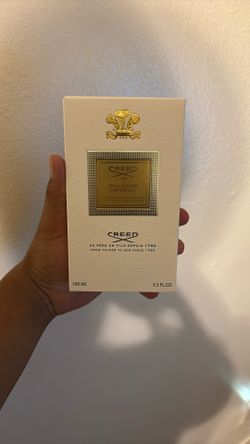 CREED
MILLESIME
IMPERIAL
CREED
DE PÈRE EN FILS DEPUIS 1760
FROM FATHER TO SON SINCE 1760
100 ML
3.3 FL.OZ.